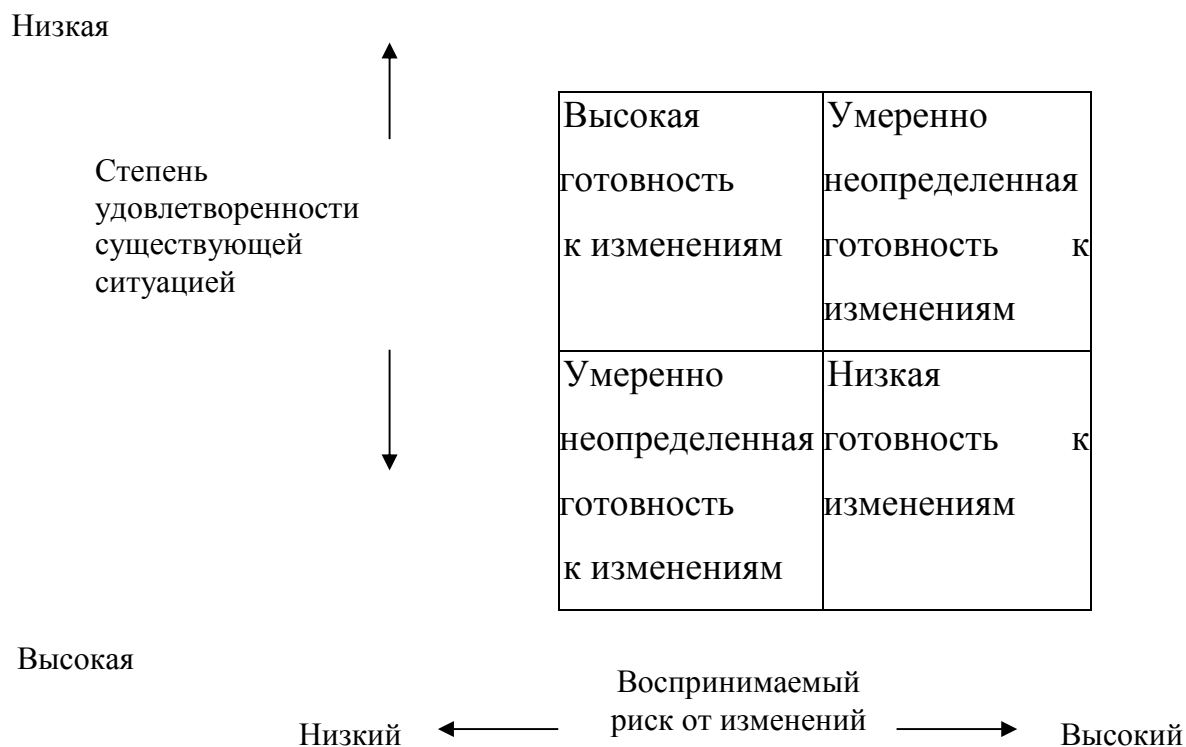 Низкая
Степень
удовлетворенности
существующей
ситуацией
Высокая
готовность
к изменениям
Умеренно
неопределенная
готовность к
изменениям
Умеренно
неопределенная
готовность
к изменениям
Низкая
готовность к
изменениям
Высокая
Воспринимаемый
риск от изменений
Низкий
Высокий